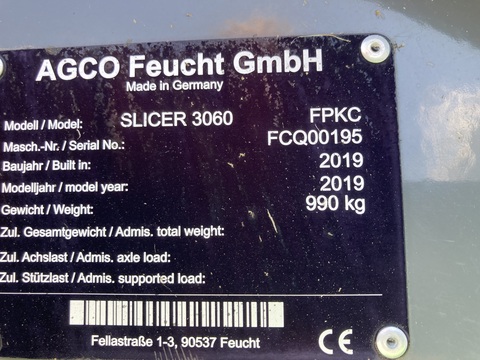 AGCO Feucht GmbH
Made in Germany
Modell / Model: SLICER 3060 FPKC
Masch.-Nr. / Serial No.: FCQ00195
Baujahr / Built in: 2019
Modelljahr / model year: 2019
Gewicht / Weight: 990 kg
Zul. Gesamtgewicht / Admis. total weight:
Zul. Achslast / Admis. axle load:
Zul. Stützlast / Admis. supported load:
Fellastraße 1-3, 90537 Feucht CE